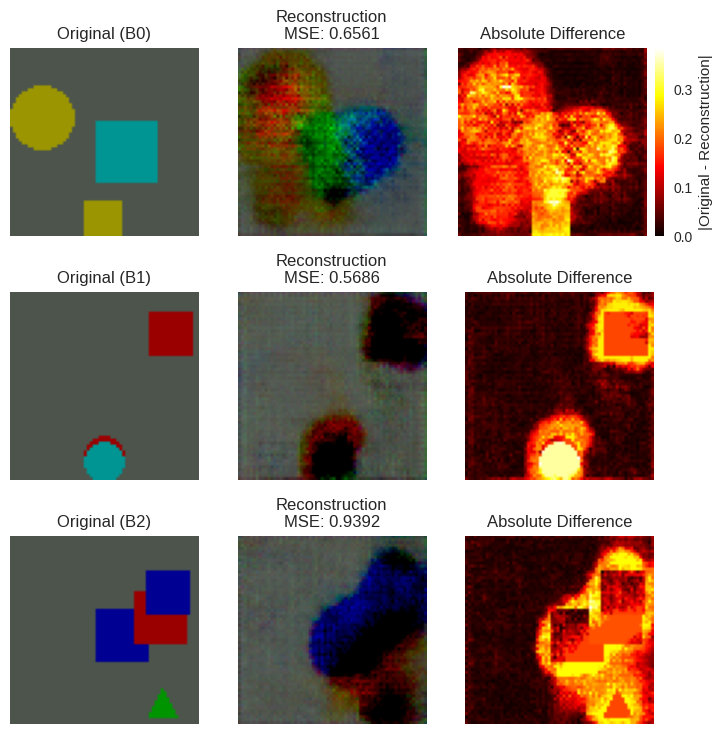 Original (B0)
Reconstruction
MSE: 0.6561
Absolute Difference
0.3
0.2
0.1
0.0
|Original - Reconstruction|
Original (B1)
Reconstruction
MSE: 0.5686
Absolute Difference
Original (B2)
Reconstruction
MSE: 0.9392
Absolute Difference